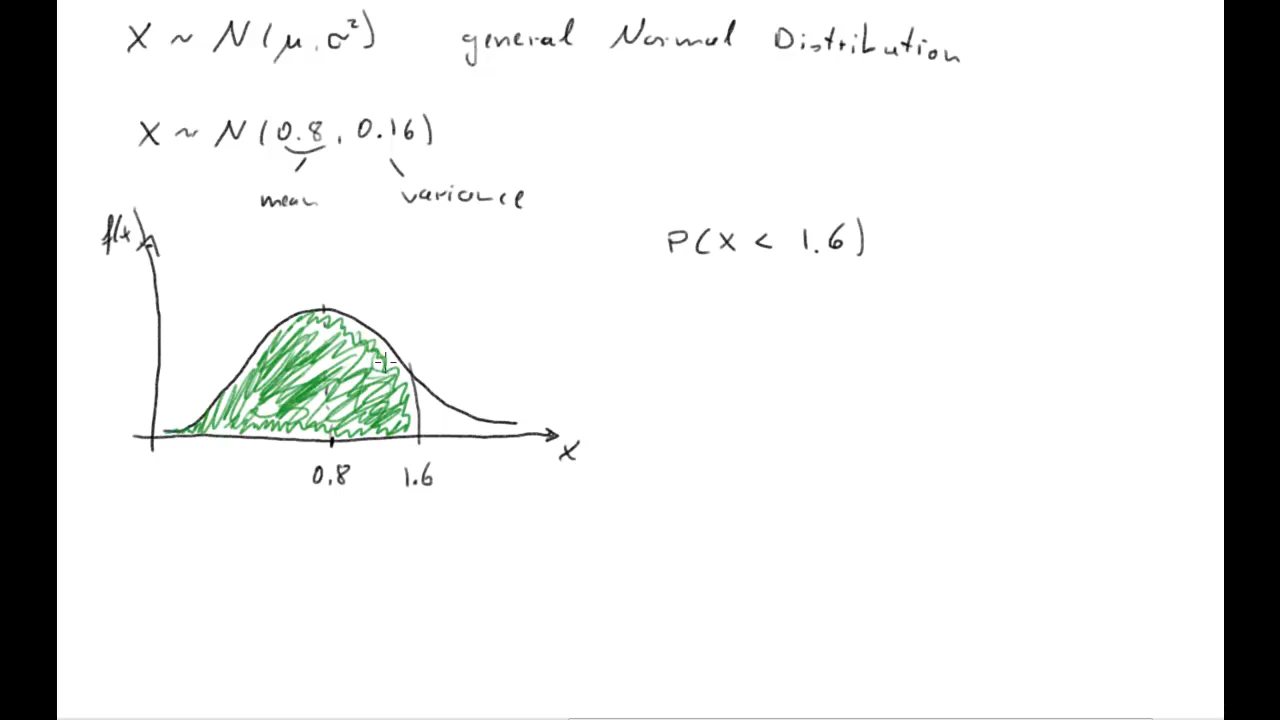 X ~ N(μ, σ²) general Normal Distribution
X ~ N(0.8, 0.16)
mean variance
f(x) P(X < 1.6)
x
0.8 1.6